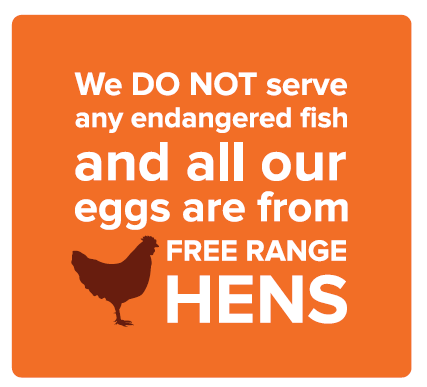 We DO NOT serve
any endangered fish
and all our
eggs are from
FREE RANGE
HENS